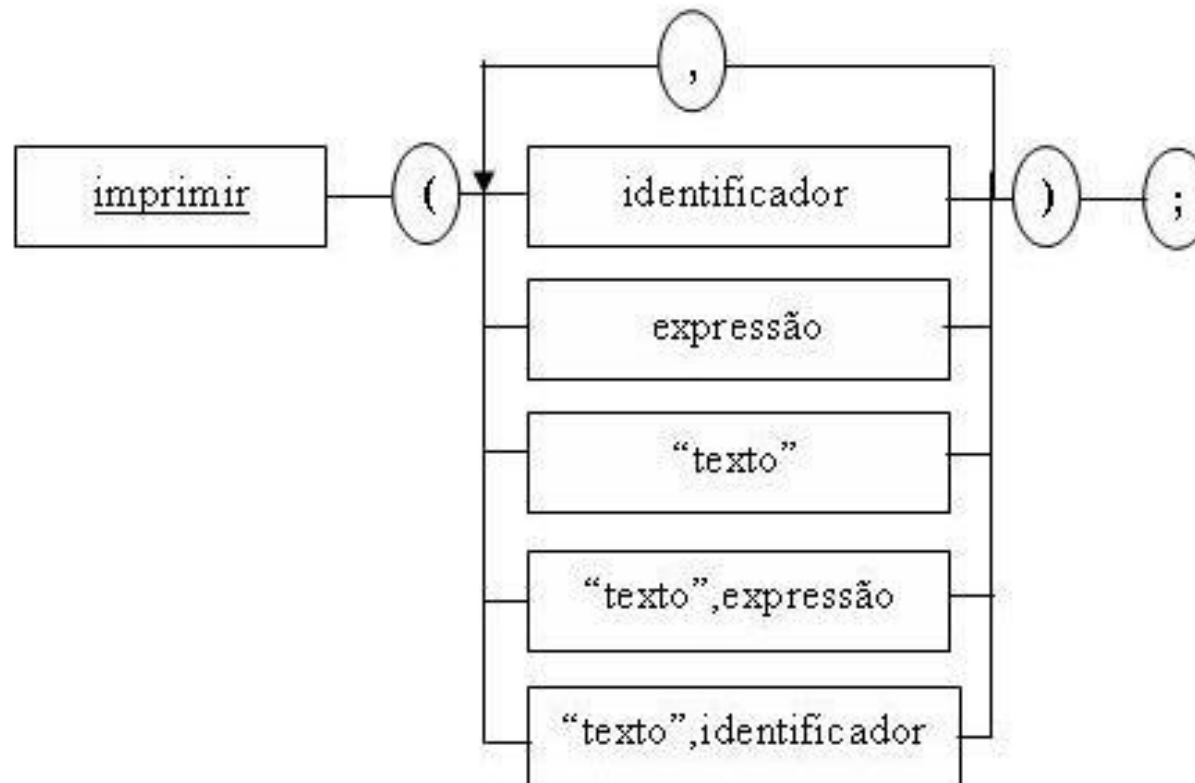 ,
imprimir ( identificador ) ;
expressão
“texto”
“texto”,expressão
“texto”,identificador